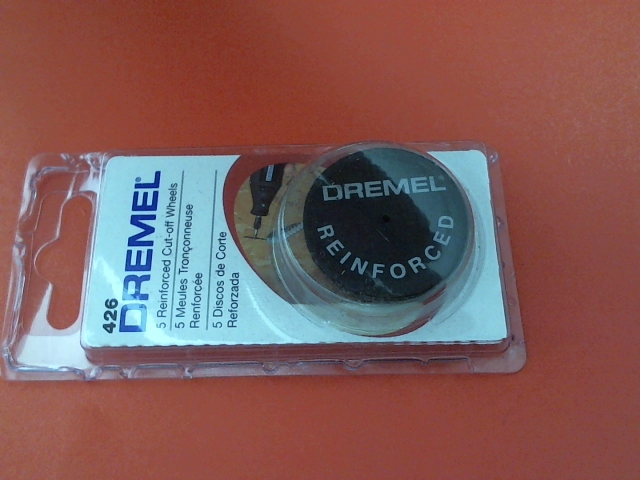 426
DREMEL
5 Reinforced Cut-off Wheels
5 Meules Tronçonneuse
Renforcée
5 Discos de Corte
Reforzada
DREMEL
REINFORCED